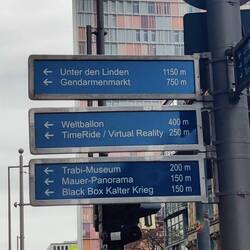 ← Unter den Linden 1150 m
← Gendarmenmarkt 750 m
← Weltballon 400 m
← TimeRide / Virtual Reality 250 m
← Trabi-Museum 200 m
← Mauer-Panorama 150 m
← Black Box Kalter Krieg 150 m